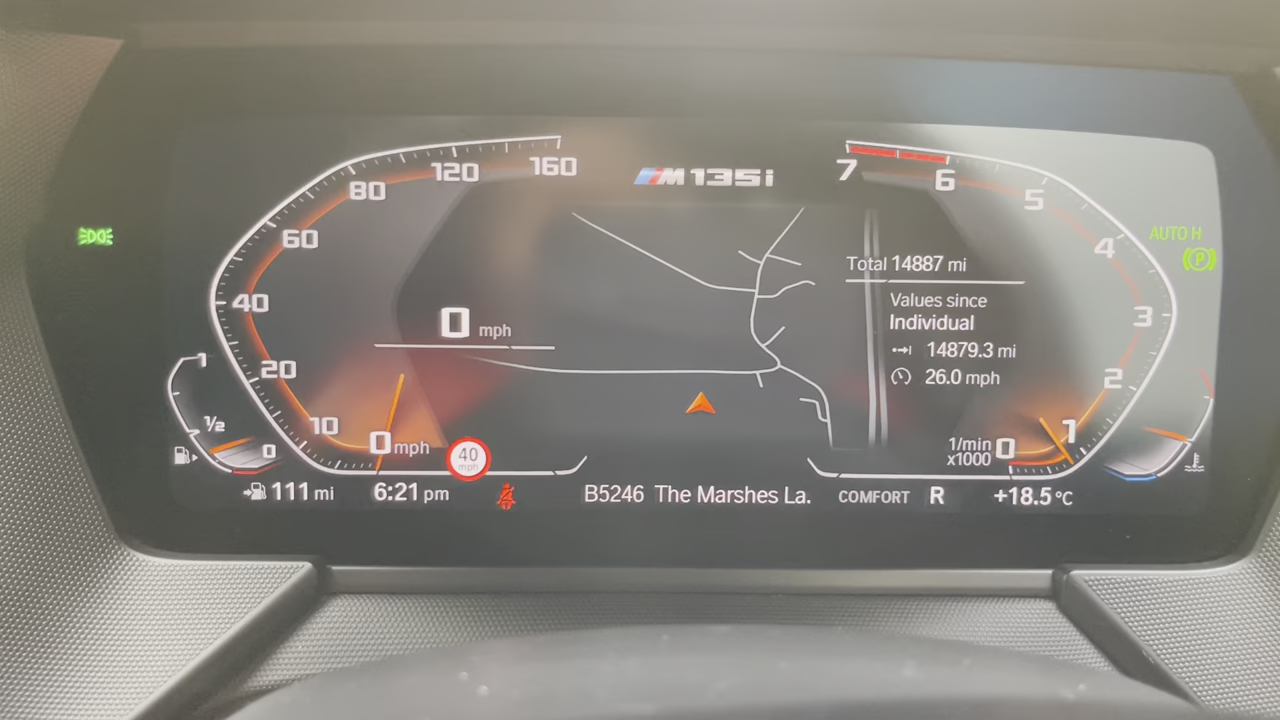 160
120
80
60
40
20
10
0 mph
0 mph
40 mph
1
1/2
0
111 mi
6:21 pm
M135i
B5246 The Marshes La.
7
6
5
4
3
2
1
0
1/min
x1000
Total 14887 mi
Values since
Individual
14879.3 mi
26.0 mph
AUTO H
P
COMFORT R
+18.5 °C